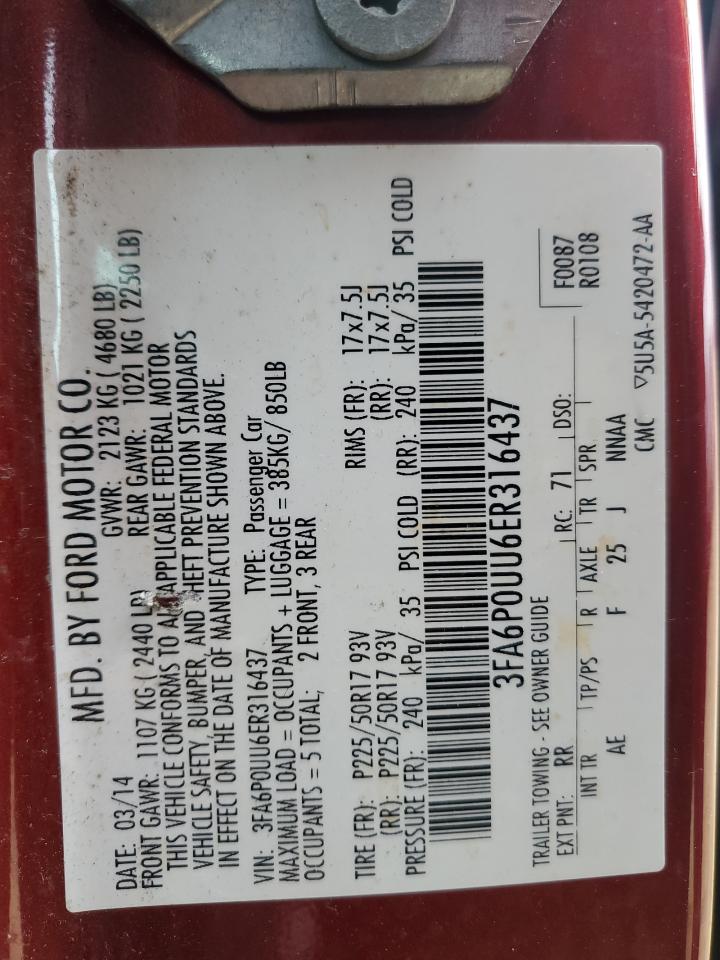 MFD. BY FORD MOTOR CO.
DATE: 03/14 GVWR: 2123 KG ( 4680 LB)
FRONT GAWR: 1107 KG ( 2440 LB) REAR GAWR: 1021 KG ( 2250 LB)
THIS VEHICLE CONFORMS TO ALL APPLICABLE FEDERAL MOTOR
VEHICLE SAFETY, BUMPER, AND THEFT PREVENTION STANDARDS
IN EFFECT ON THE DATE OF MANUFACTURE SHOWN ABOVE.
VIN: 3FA6P0UU6ER316437 TYPE: Passenger Car
MAXIMUM LOAD = OCCUPANTS + LUGGAGE = 385KG/ 850LB
OCCUPANTS = 5 TOTAL; 2 FRONT, 3 REAR
TIRE (FR): P225/50R17 93V RIMS (FR): 17x7.5J
(RR): P225/50R17 93V (RR): 17x7.5J
PRESSURE (FR): 240 kPa/ 35 PSI COLD (RR): 240 kPa/ 35 PSI COLD
3FA6P0UU6ER316437
TRAILER TOWING - SEE OWNER GUIDE
EXT PNT: RR RC: 71 DSO: F0087
R0108
INT TR TP/PS R AXLE TR SPR
AE F 25 J NNAA
CMC ▽5U5A-5420472-AA